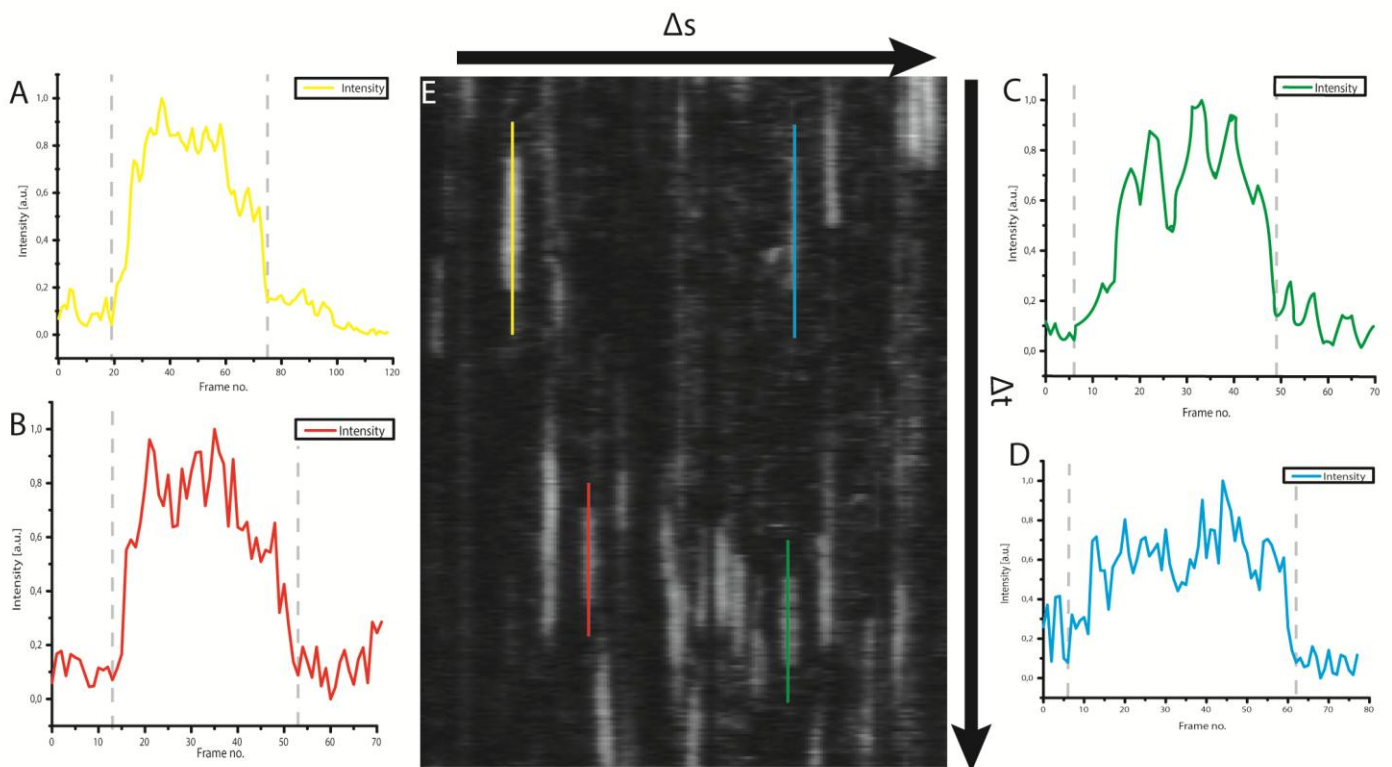 Δs
A
Intensity
1,0
0,8
0,6
0,4
0,2
0,0
Intensity [a.u.]
0 20 40 60 80 100 120
Frame no.
B
Intensity
1,0
0,8
0,6
0,4
0,2
0,0
Intensity [a.u.]
0 10 20 30 40 50 60 70
Frame no.
E
Δt
C
Intensity
1,0
0,8
0,6
0,4
0,2
0,0
Intensity [a.u.]
0 10 20 30 40 50 60 70
Frame no.
D
Intensity
1,0
0,8
0,6
0,4
0,2
0,0
Intensity [a.u.]
0 10 20 30 40 50 60 70 80
Frame no.